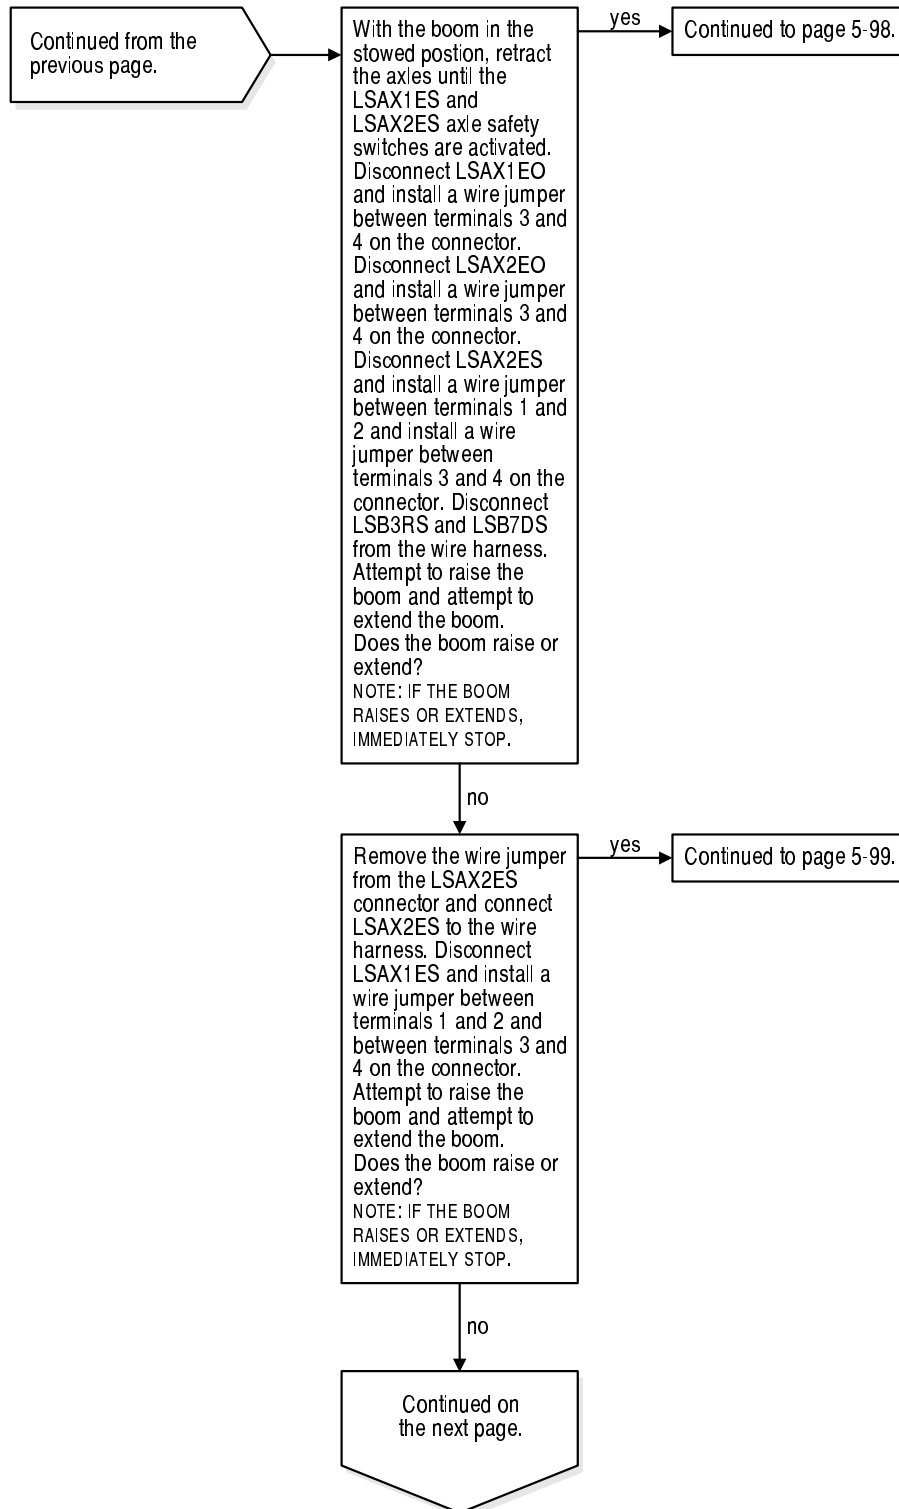 Continued from the
previous page.
With the boom in the
stowed postion, retract
the axles until the
LSAX1ES and
LSAX2ES axle safety
switches are activated.
Disconnect LSAX1EO
and install a wire jumper
between terminals 3 and
4 on the connector.
Disconnect LSAX2EO
and install a wire jumper
between terminals 3 and
4 on the connector.
Disconnect LSAX2ES
and install a wire jumper
between terminals 1 and
2 and install a wire
jumper between
terminals 3 and 4 on the
connector. Disconnect
LSB3RS and LSB7DS
from the wire harness.
Attempt to raise the
boom and attempt to
extend the boom.
Does the boom raise or
extend?
NOTE: IF THE BOOM
RAISES OR EXTENDS,
IMMEDIATELY STOP.
yes
Continued to page 5-98.
no
Remove the wire jumper
from the LSAX2ES
connector and connect
LSAX2ES to the wire
harness. Disconnect
LSAX1ES and install a
wire jumper between
terminals 1 and 2 and
between terminals 3 and
4 on the connector.
Attempt to raise the
boom and attempt to
extend the boom.
Does the boom raise or
extend?
NOTE: IF THE BOOM
RAISES OR EXTENDS,
IMMEDIATELY STOP.
yes
Continued to page 5-99.
no
Continued on
the next page.